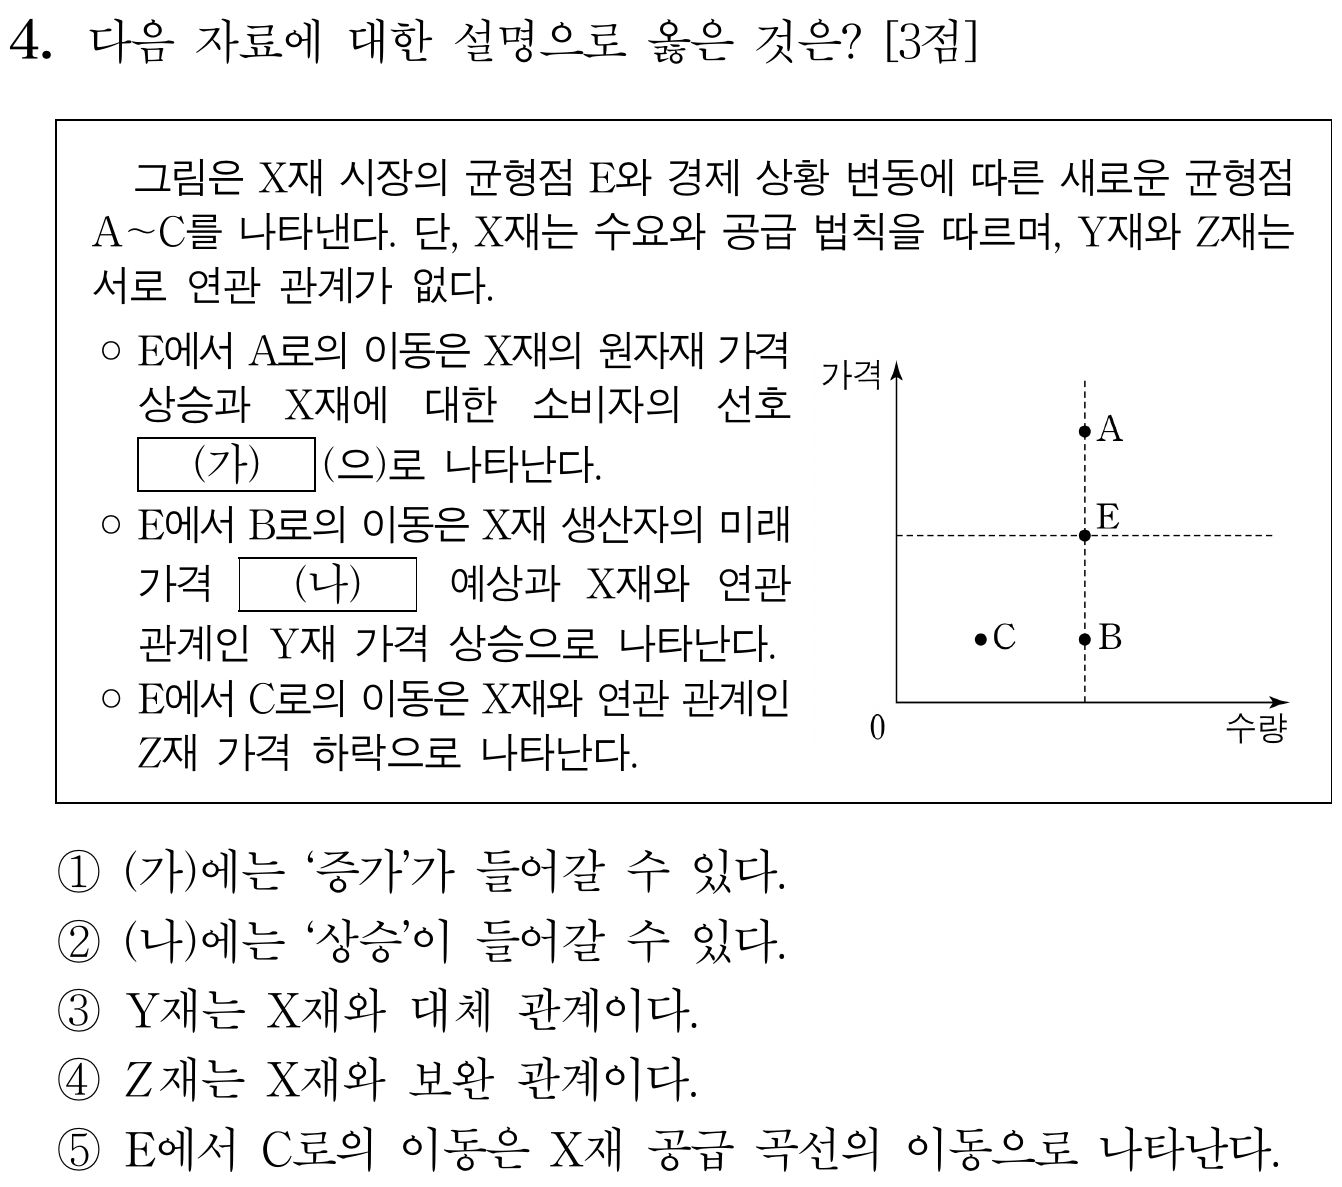 4. 다음 자료에 대한 설명으로 옳은 것은? [3점]
그림은 X재 시장의 균형점 E와 경제 상황 변동에 따른 새로운 균형점
A～C를 나타낸다. 단, X재는 수요와 공급 법칙을 따르며, Y재와 Z재는
서로 연관 관계가 없다.
○ E에서 A로의 이동은 X재의 원자재 가격
상승과 X재에 대한 소비자의 선호
(가) (으)로 나타난다.
○ E에서 B로의 이동은 X재 생산자의 미래
가격 (나) 예상과 X재와 연관
관계인 Y재 가격 상승으로 나타난다.
○ E에서 C로의 이동은 X재와 연관 관계인
Z재 가격 하락으로 나타난다.
가격
A
E
C
B
0
수량
① (가)에는 ‘증가’가 들어갈 수 있다.
② (나)에는 ‘상승’이 들어갈 수 있다.
③ Y재는 X재와 대체 관계이다.
④ Z재는 X재와 보완 관계이다.
⑤ E에서 C로의 이동은 X재 공급 곡선의 이동으로 나타난다.